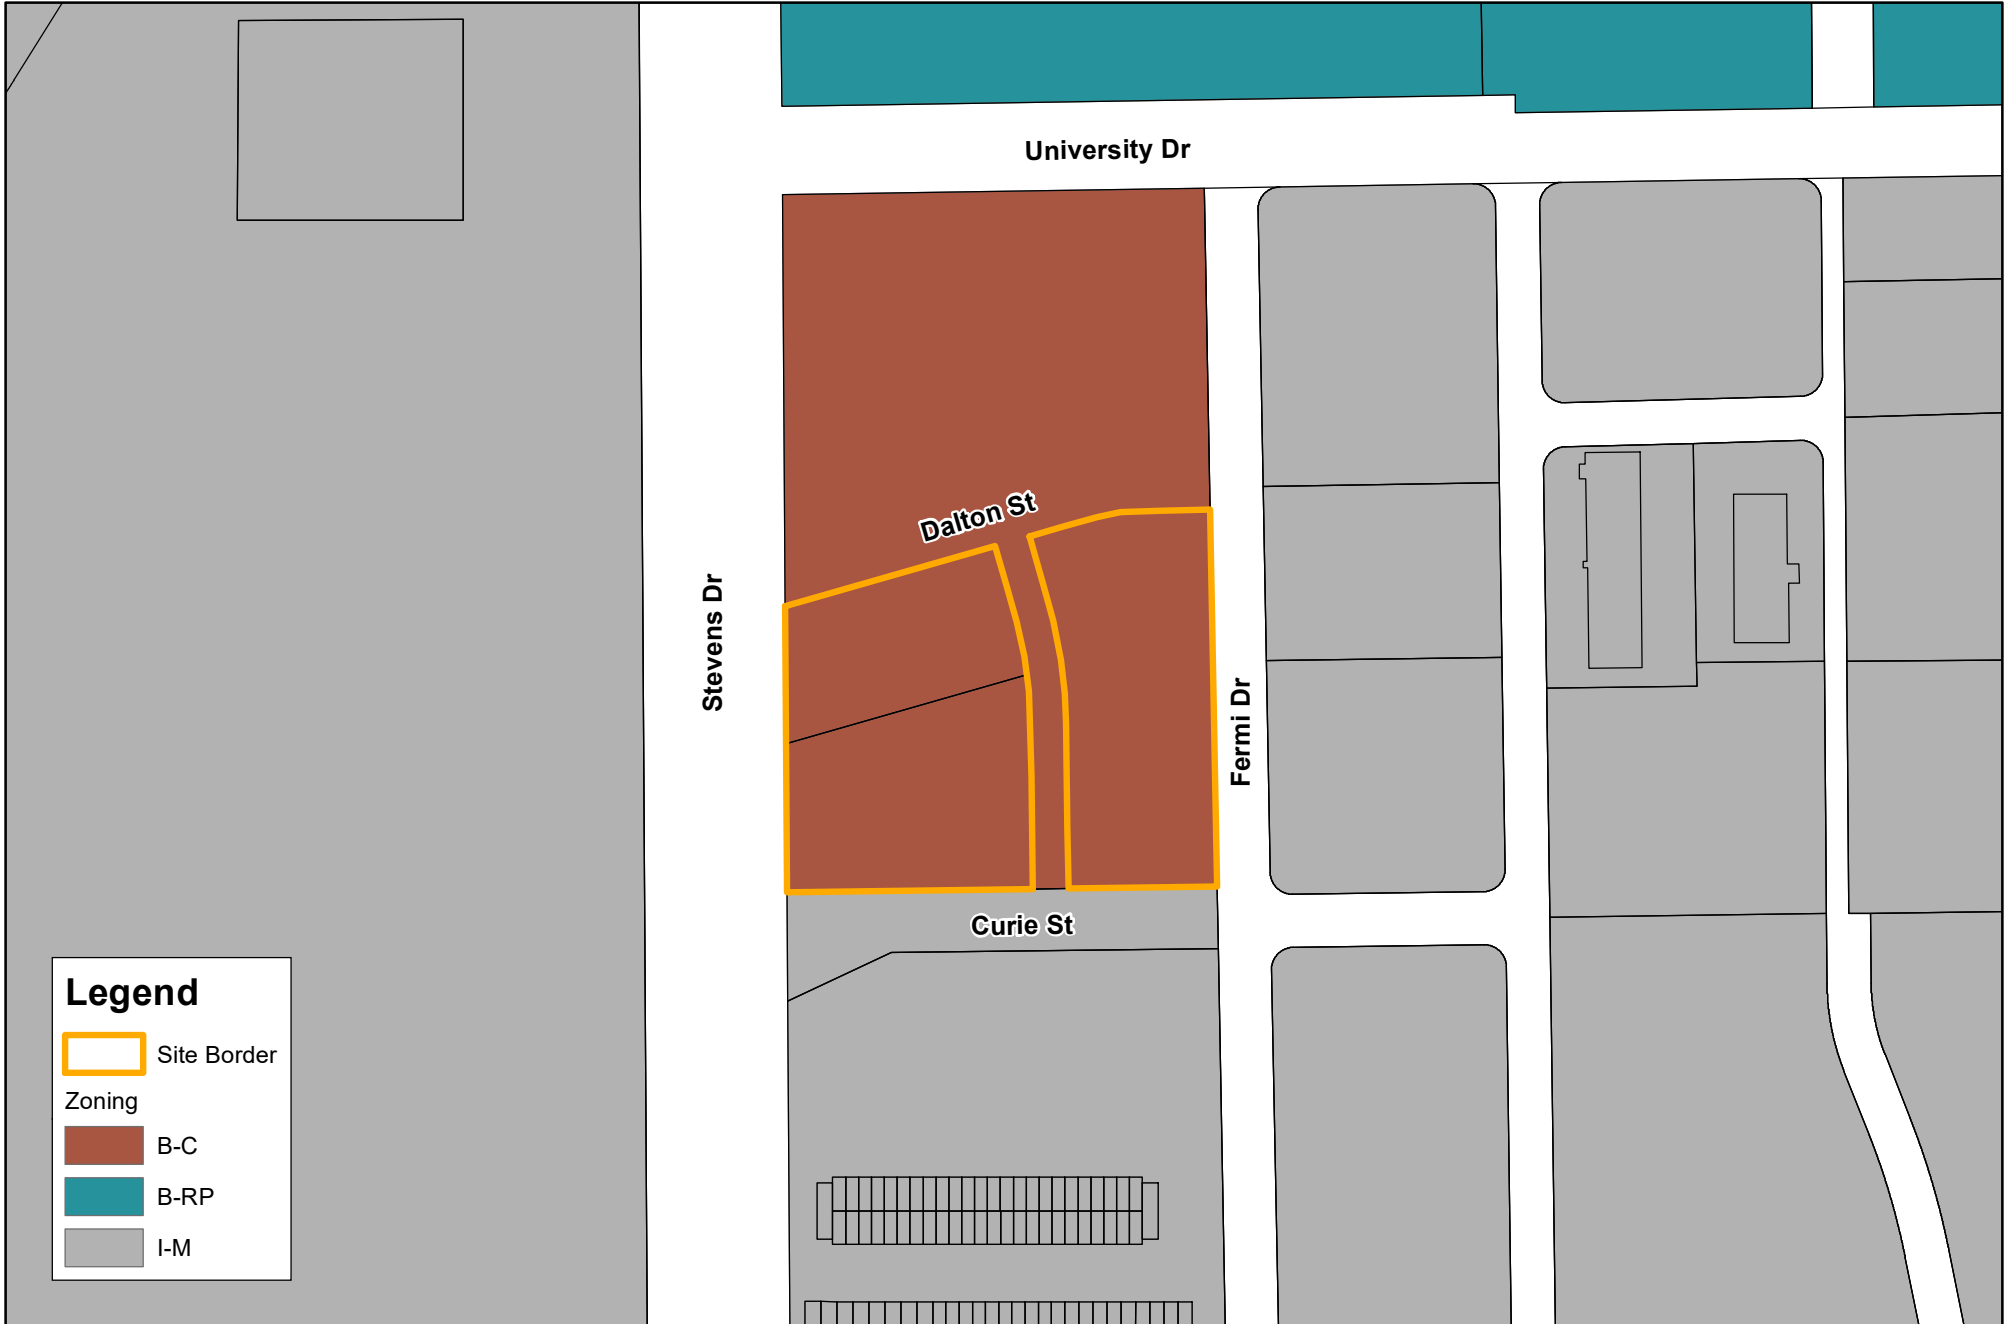 University Dr
Dalton St
Stevens Dr
Fermi Dr
Curie St
Legend
Site Border
Zoning
B-C
B-RP
I-M